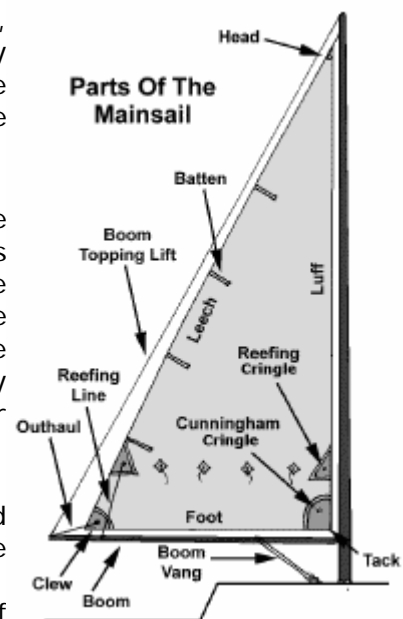 Head
Parts Of The
Mainsail
Batten
Boom
Topping Lift
Luff
Leech
Reefing
Cringle
Reefing
Line
Cunningham
Cringle
Outhaul
Foot
Boom
Vang
Tack
Clew
Boom